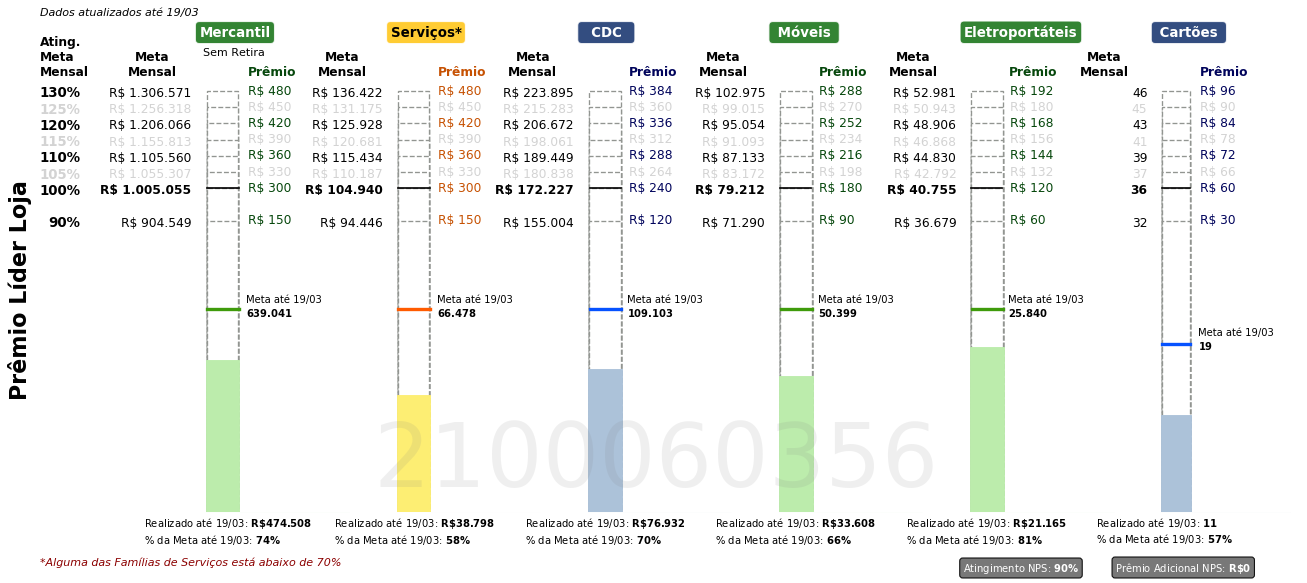 Dados atualizados até 19/03
Mercantil Serviços* CDC Móveis Eletroportáteis Cartões
Sem Retira
Ating. Meta Mensal Meta Mensal Prêmio Meta Mensal Prêmio Meta Mensal Prêmio Meta Mensal Prêmio Meta Mensal Prêmio Meta Mensal Prêmio
130% R$ 1.306.571 R$ 480 R$ 136.422 R$ 480 R$ 223.895 R$ 384 R$ 102.975 R$ 288 R$ 52.981 R$ 192 46 R$ 96
125% R$ 1.256.318 R$ 450 R$ 131.175 R$ 450 R$ 215.283 R$ 360 R$ 99.015 R$ 270 R$ 50.943 R$ 180 45 R$ 90
120% R$ 1.206.066 R$ 420 R$ 125.928 R$ 420 R$ 206.672 R$ 336 R$ 95.054 R$ 252 R$ 48.906 R$ 168 43 R$ 84
115% R$ 1.155.813 R$ 390 R$ 120.681 R$ 390 R$ 198.061 R$ 312 R$ 91.093 R$ 234 R$ 46.868 R$ 156 41 R$ 78
110% R$ 1.105.560 R$ 360 R$ 115.434 R$ 360 R$ 189.449 R$ 288 R$ 87.133 R$ 216 R$ 44.830 R$ 144 39 R$ 72
105% R$ 1.055.307 R$ 330 R$ 110.187 R$ 330 R$ 180.838 R$ 264 R$ 83.172 R$ 198 R$ 42.792 R$ 132 37 R$ 66
100% R$ 1.005.055 R$ 300 R$ 104.940 R$ 300 R$ 172.227 R$ 240 R$ 79.212 R$ 180 R$ 40.755 R$ 120 36 R$ 60
90% R$ 904.549 R$ 150 R$ 94.446 R$ 150 R$ 155.004 R$ 120 R$ 71.290 R$ 90 R$ 36.679 R$ 60 32 R$ 30
Prêmio Líder Loja
Meta até 19/03 Meta até 19/03 Meta até 19/03 Meta até 19/03 Meta até 19/03
639.041 66.478 109.103 50.399 25.840
Meta até 19/03
19
2100060356
Realizado até 19/03: R$474.508 Realizado até 19/03: R$38.798 Realizado até 19/03: R$76.932 Realizado até 19/03: R$33.608 Realizado até 19/03: R$21.165 Realizado até 19/03: 11
% da Meta até 19/03: 74% % da Meta até 19/03: 58% % da Meta até 19/03: 70% % da Meta até 19/03: 66% % da Meta até 19/03: 81% % da Meta até 19/03: 57%
*Alguma das Famílias de Serviços está abaixo de 70%
Atingimento NPS: 90% Prêmio Adicional NPS: R$0